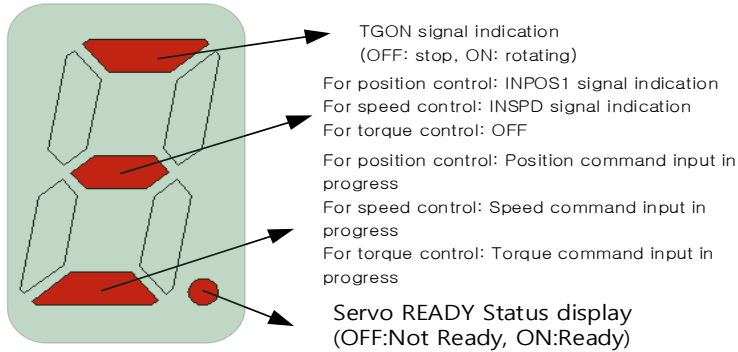 TGON signal indication
(OFF: stop, ON: rotating)
For position control: INPOS1 signal indication
For speed control: INSPD signal indication
For torque control: OFF
For position control: Position command input in
progress
For speed control: Speed command input in
progress
For torque control: Torque command input in
progress
Servo READY Status display
(OFF:Not Ready, ON:Ready)